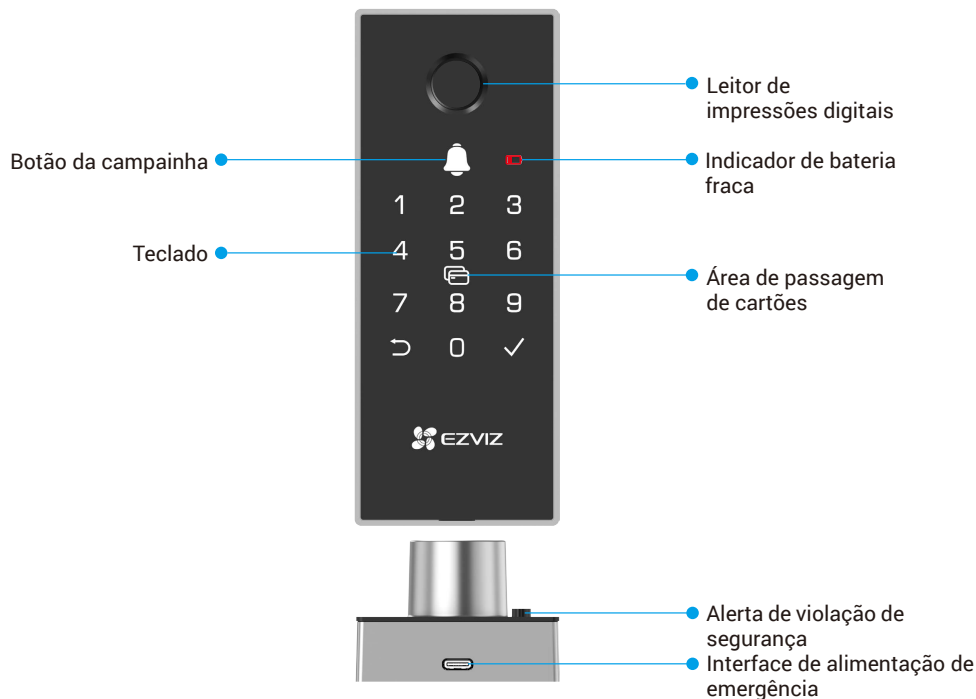 Leitor de
impressões digitais
Botão da campainha
Indicador de bateria
fraca
1 2 3
Teclado
4 5 6
Área de passagem
de cartões
7 8 9
0
EZVIZ
Alerta de violação de
segurança
Interface de alimentação de
emergência